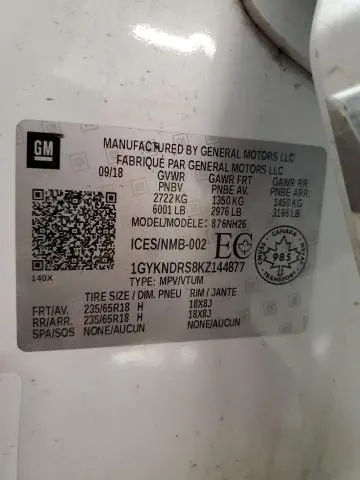 GM
MANUFACTURED BY GENERAL MOTORS LLC
FABRIQUÉ PAR GENERAL MOTORS LLC
09/18 GVWR GAWR FRT GAWR RR
PNBV PNBE AV. PNBE ARR.
2722 KG 1350 KG 1450 KG
6001 LB 2976 LB 3196 LB
MODEL/MODÈLE: 876NH26
ICES/NMB-002 EC
1GYKNDRS8KZ144877
TYPE: MPV/VTUM
140X
CANADA
985
TRANSPORT
TIRE SIZE / DIM. PNEU RIM / JANTE
FRT/AV. 235/65R18 H 18X8J
RR/ARR. 235/65R18 H 18X8J
SPA/SOS NONE/AUCUN NONE/AUCUN